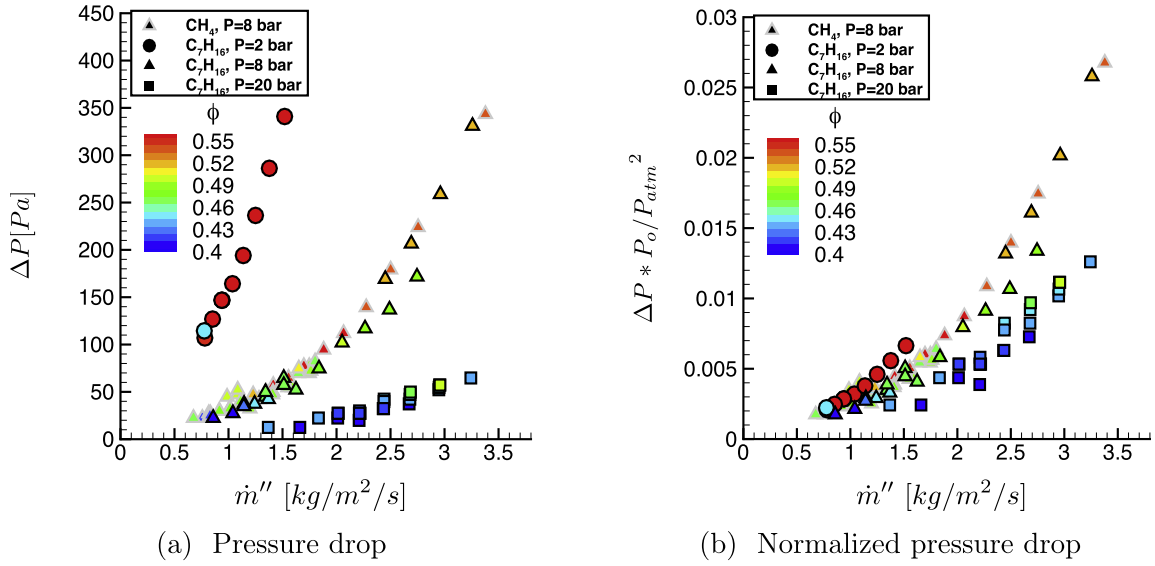 450
400
350
300
250
200
150
100
50
0
CH₄, P=8 bar
C₇H₁₆, P=2 bar
C₇H₁₆, P=8 bar
C₇H₁₆, P=20 bar
ϕ
0.55
0.52
0.49
0.46
0.43
0.4
ΔP[Pa]
0 0.5 1 1.5 2 2.5 3 3.5
ṁ″ [kg/m²/s]
(a) Pressure drop
0.03
0.025
0.02
0.015
0.01
0.005
0
CH₄, P=8 bar
C₇H₁₆, P=2 bar
C₇H₁₆, P=8 bar
C₇H₁₆, P=20 bar
ϕ
0.55
0.52
0.49
0.46
0.43
0.4
ΔP * Pₒ/Pₐₜₘ²
0 0.5 1 1.5 2 2.5 3 3.5
ṁ″ [kg/m²/s]
(b) Normalized pressure drop